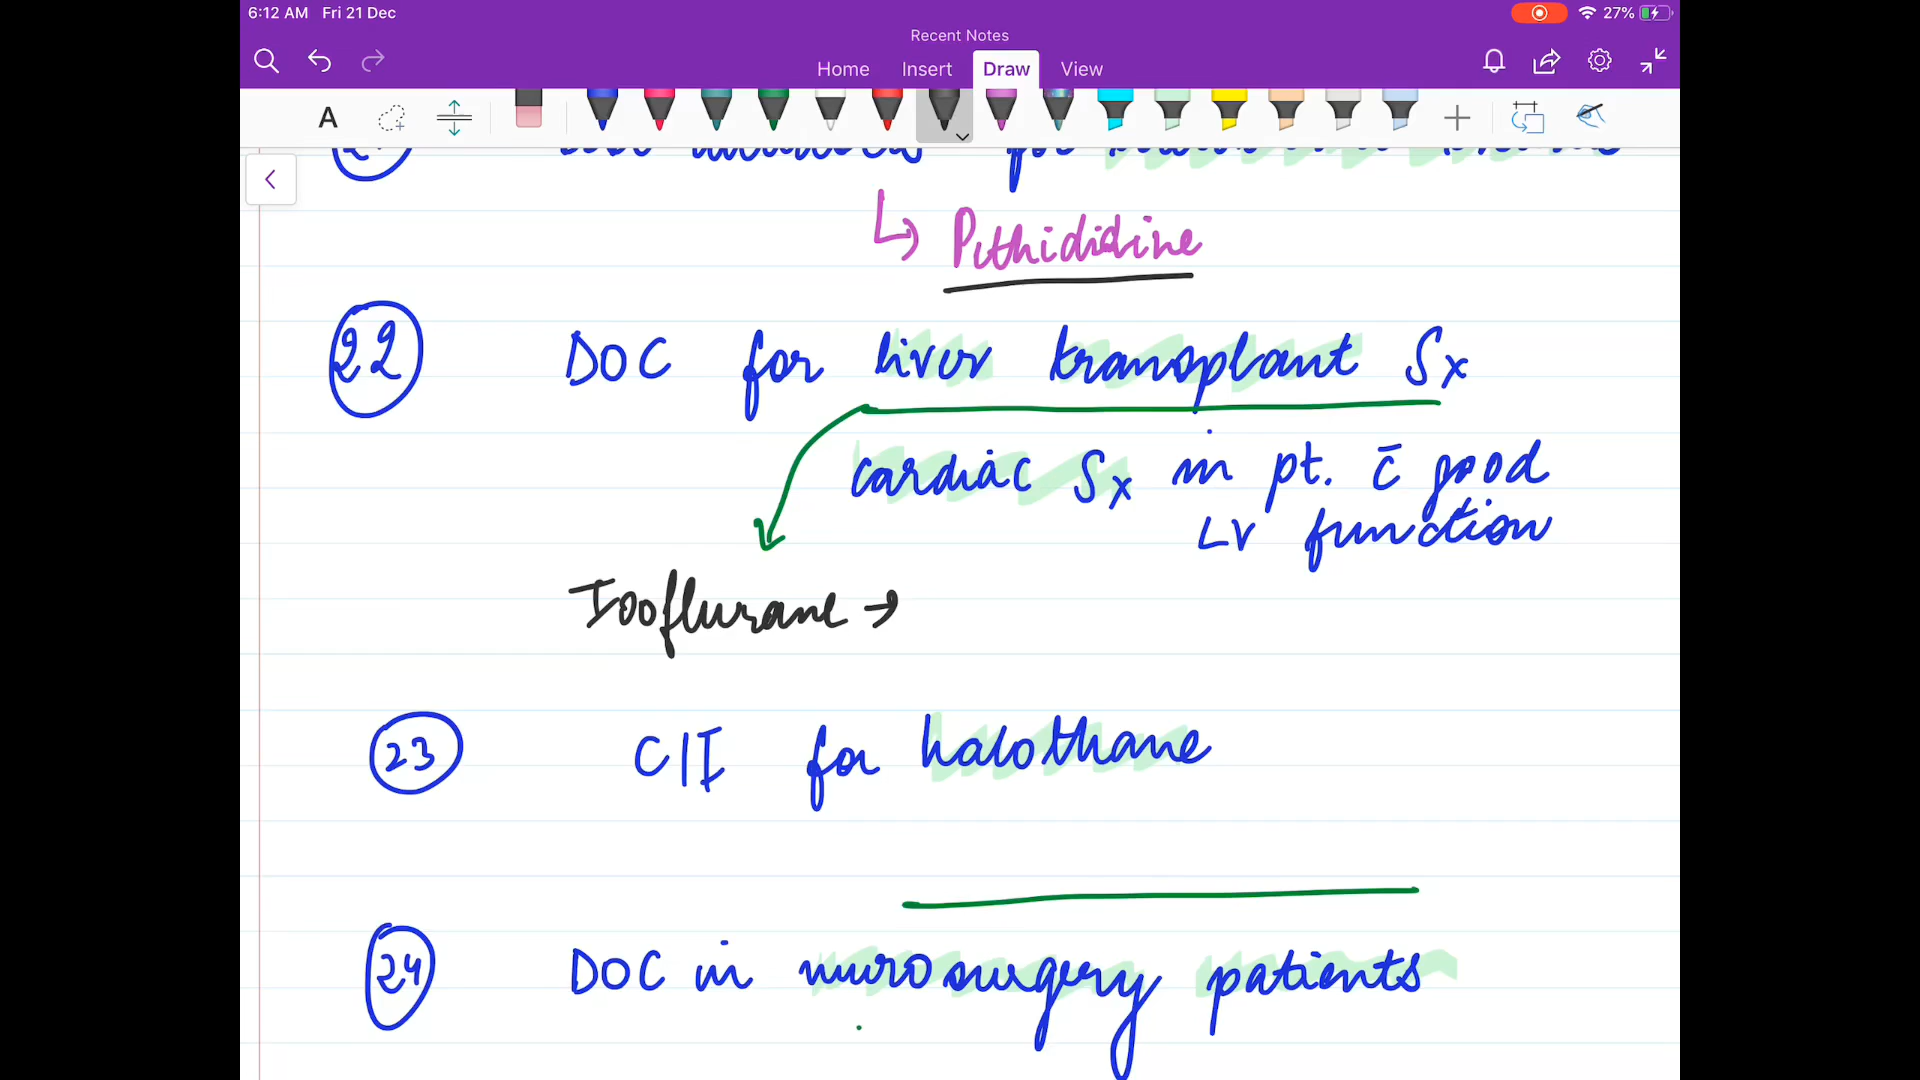 6:12 AM Fri 21 Dec
27%
Recent Notes
Home Insert Draw View
A
for
↳ Pethididine
22 DOC for liver transplant Sx
cardiac Sx in pt. c̄ good
LV function
Isoflurane →
23 C/I for halothane
24 DOC in neurosurgery patients